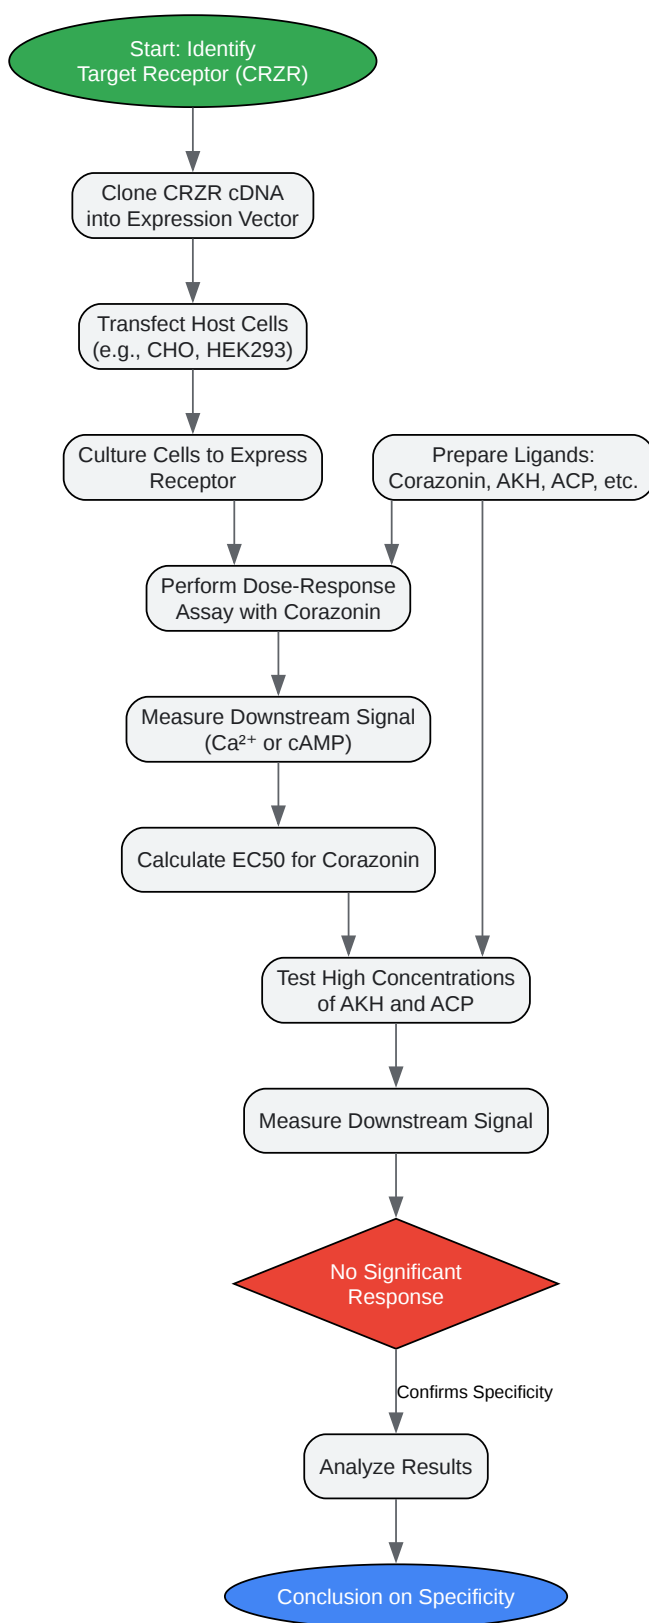 Start: Identify
Target Receptor (CRZR)
Clone CRZR cDNA
into Expression Vector
Transfect Host Cells
(e.g., CHO, HEK293)
Culture Cells to Express
Receptor
Prepare Ligands:
Corazonin, AKH, ACP, etc.
Perform Dose-Response
Assay with Corazonin
Measure Downstream Signal
(Ca²⁺ or cAMP)
Calculate EC50 for Corazonin
Test High Concentrations
of AKH and ACP
Measure Downstream Signal
No Significant
Response
Confirms Specificity
Analyze Results
Conclusion on Specificity